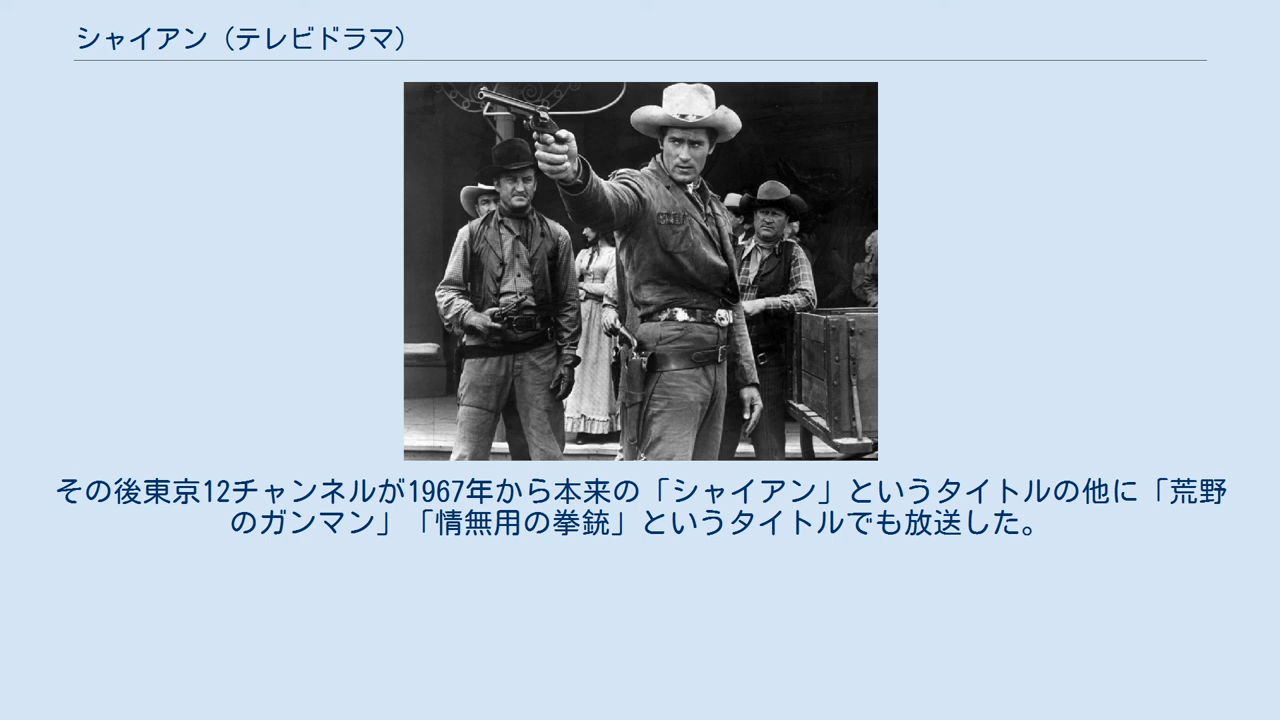 シャイアン（テレビドラマ）
その後東京12チャンネルが1967年から本来の「シャイアン」というタイトルの他に「荒野
のガンマン」「情無用の拳銃」というタイトルでも放送した。